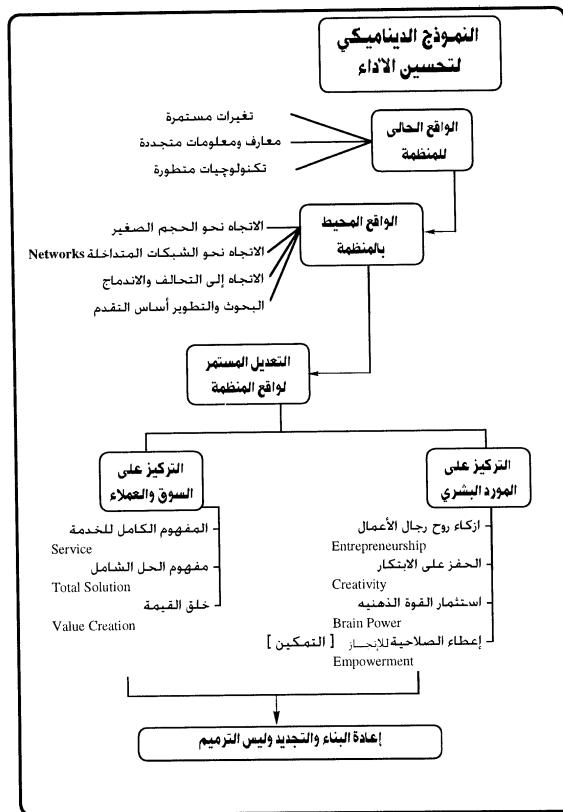 النموذج الديناميكي
لتحسين الأداء
الواقع الحالى
للمنظمة
تغيرات مستمرة
معارف ومعلومات متجددة
تكنولوچيات متطورة
الواقع المحيط
بالمنظمة
الاتجاه نحو الحجم الصغير
الاتجاه نحو الشبكات المتداخلة Networks
الاتجاه إلى التحالف والاندماج
البحوث والتطوير أساس التقدم
التعديل المستمر
لواقع المنظمة
التركيز على
المورد البشري
ازكاء روح رجال الأعمال
Entrepreneurship
الحفز على الابتكار
Creativity
استثمار القوة الذهنيه
Brain Power
إعطاء الصلاحية للإنجـاز [ التمكين ]
Empowerment
التركيز على
السوق والعملاء
المفهوم الكامل للخدمة
Service
مفهوم الحل الشامل
Total Solution
خلق القيمة
Value Creation
إعادة البناء والتجديد وليس الترميم